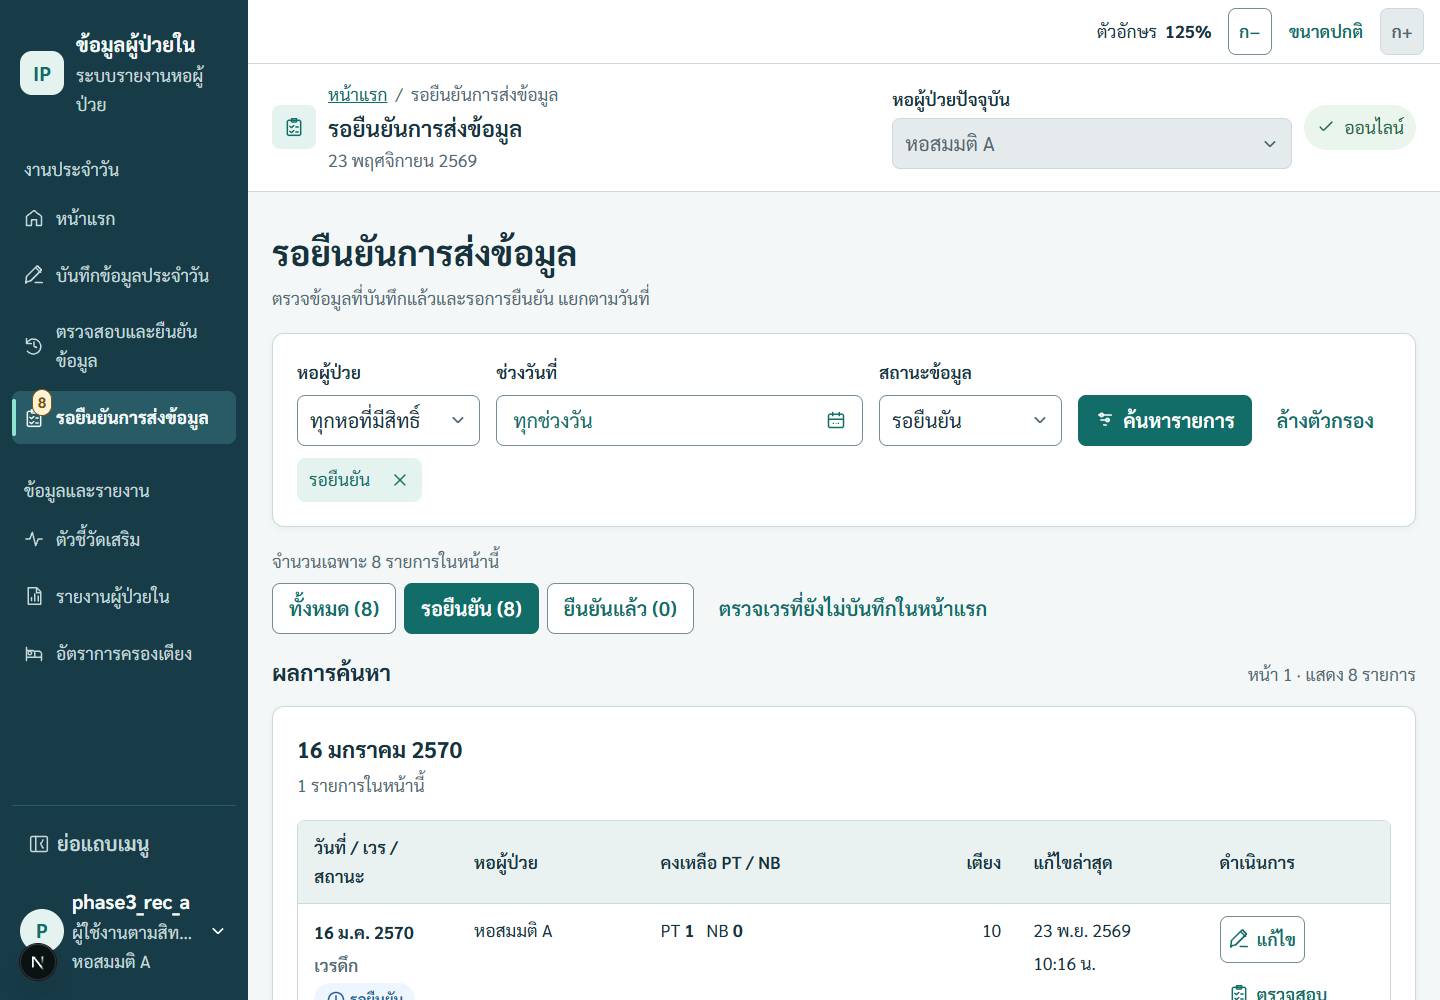 ตัวอักษร 125% ก− ขนาดปกติ ก+
IP
ข้อมูลผู้ป่วยใน
ระบบรายงานหอผู้
ป่วย
งานประจำวัน
หน้าแรก
บันทึกข้อมูลประจำวัน
ตรวจสอบและยืนยัน
ข้อมูล
8
รอยืนยันการส่งข้อมูล
ข้อมูลและรายงาน
ตัวชี้วัดเสริม
รายงานผู้ป่วยใน
อัตราการครองเตียง
ย่อแถบเมนู
P
phase3_rec_a
ผู้ใช้งานตามสิท...
หอสมมติ A
N
หน้าแรก / รอยืนยันการส่งข้อมูล
รอยืนยันการส่งข้อมูล
23 พฤศจิกายน 2569
หอผู้ป่วยปัจจุบัน
หอสมมติ A
ออนไลน์
รอยืนยันการส่งข้อมูล
ตรวจข้อมูลที่บันทึกแล้วและรอการยืนยัน แยกตามวันที่
หอผู้ป่วย ช่วงวันที่ สถานะข้อมูล
ทุกหอที่มีสิทธิ์ ทุกช่วงวัน รอยืนยัน ค้นหารายการ ล้างตัวกรอง
รอยืนยัน
จำนวนเฉพาะ 8 รายการในหน้านี้
ทั้งหมด (8) รอยืนยัน (8) ยืนยันแล้ว (0) ตรวจเวรที่ยังไม่บันทึกในหน้าแรก
ผลการค้นหา หน้า 1 · แสดง 8 รายการ
16 มกราคม 2570
1 รายการในหน้านี้
วันที่ / เวร /
สถานะ
หอผู้ป่วย คงเหลือ PT / NB เตียง แก้ไขล่าสุด ดำเนินการ
16 ม.ค. 2570 หอสมมติ A PT 1 NB 0 10 23 พ.ย. 2569 แก้ไข
เวรดึก 10:16 น.
รอยืนยัน ตรวจสอบ